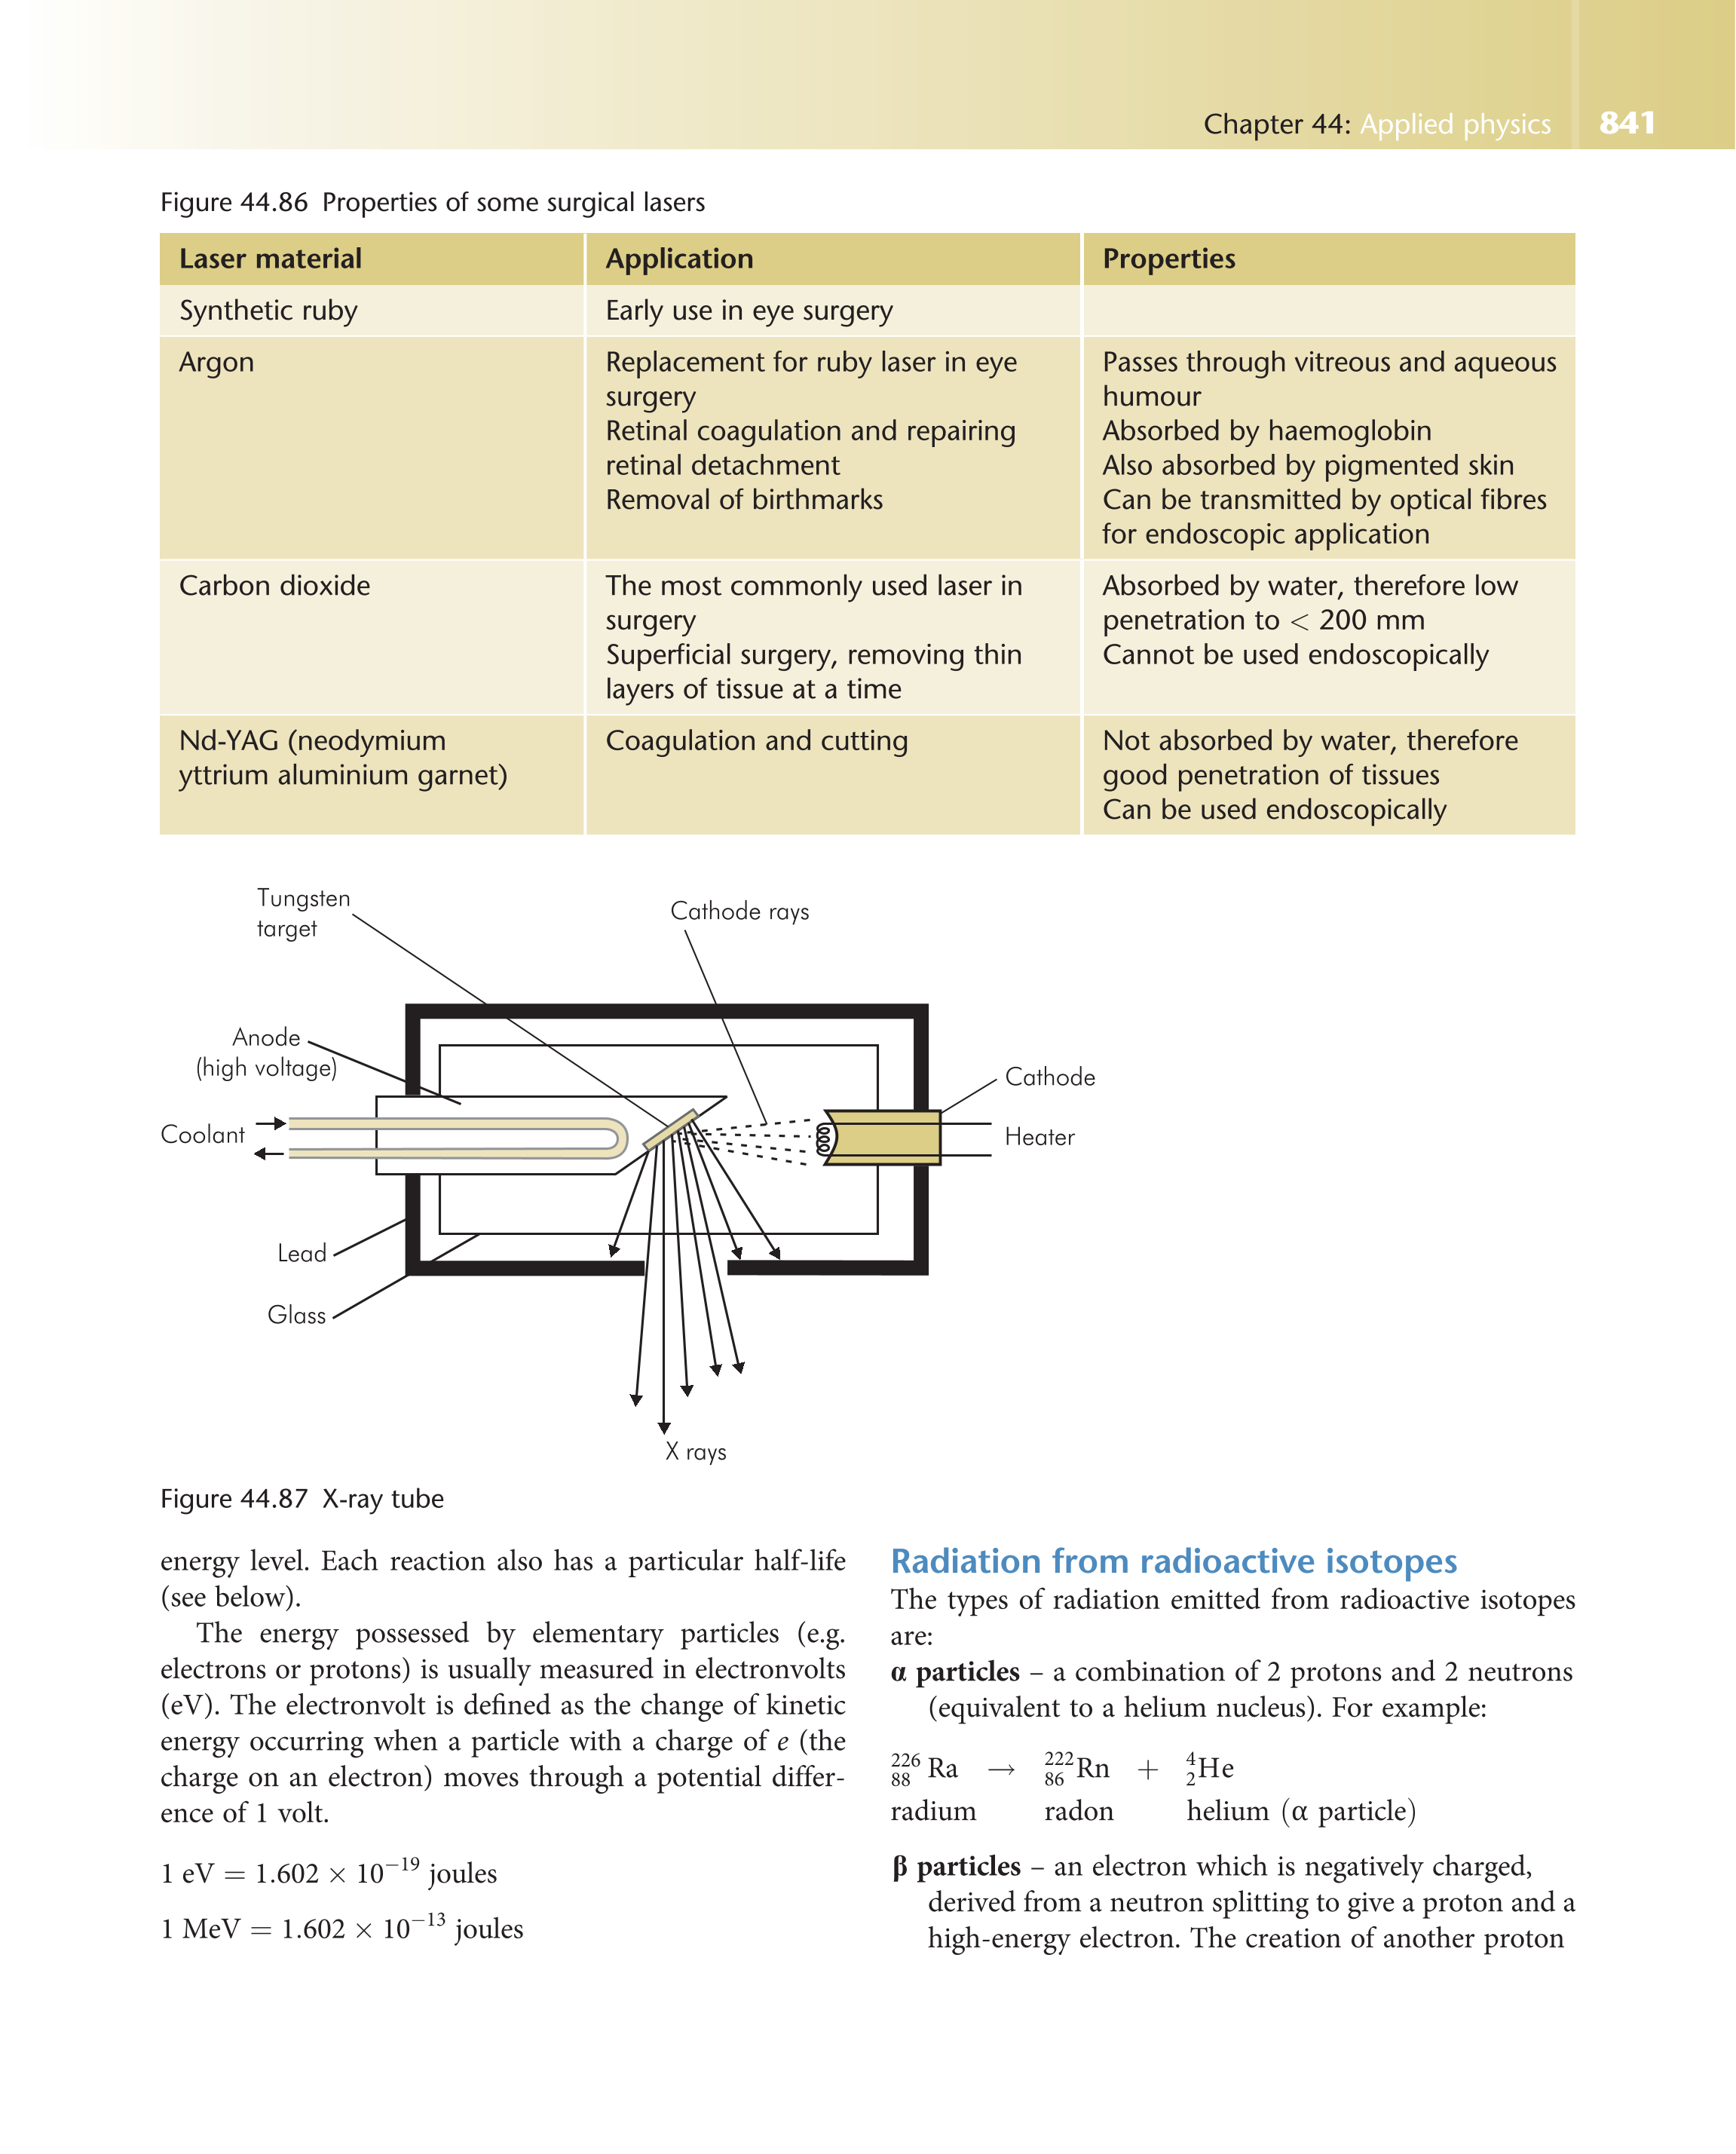 Chapter 44: Applied physics 841
Figure 44.86 Properties of some surgical lasers
Laser material
Application
Properties
Synthetic ruby
Early use in eye surgery
Argon
Replacement for ruby laser in eye
surgery
Retinal coagulation and repairing
retinal detachment
Removal of birthmarks
Passes through vitreous and aqueous
humour
Absorbed by haemoglobin
Also absorbed by pigmented skin
Can be transmitted by optical fibres
for endoscopic application
Carbon dioxide
The most commonly used laser in
surgery
Superficial surgery, removing thin
layers of tissue at a time
Absorbed by water, therefore low
penetration to < 200 mm
Cannot be used endoscopically
Nd-YAG (neodymium
yttrium aluminium garnet)
Coagulation and cutting
Not absorbed by water, therefore
good penetration of tissues
Can be used endoscopically
Tungsten
target
Cathode rays
Anode
(high voltage)
Cathode
Coolant
Heater
Lead
Glass
X rays
Figure 44.87 X-ray tube
energy level. Each reaction also has a particular half-life
(see below).
The energy possessed by elementary particles (e.g.
electrons or protons) is usually measured in electronvolts
(eV). The electronvolt is defined as the change of kinetic
energy occurring when a particle with a charge of e (the
charge on an electron) moves through a potential differ-
ence of 1 volt.
1 eV = 1.602 × 10⁻¹⁹ joules
1 MeV = 1.602 × 10⁻¹³ joules
Radiation from radioactive isotopes
The types of radiation emitted from radioactive isotopes
are:
α particles – a combination of 2 protons and 2 neutrons
(equivalent to a helium nucleus). For example:
²²⁶₈₈ Ra → ²²²₈₆Rn + ⁴₂He
radium radon helium (α particle)
β particles – an electron which is negatively charged,
derived from a neutron splitting to give a proton and a
high-energy electron. The creation of another proton